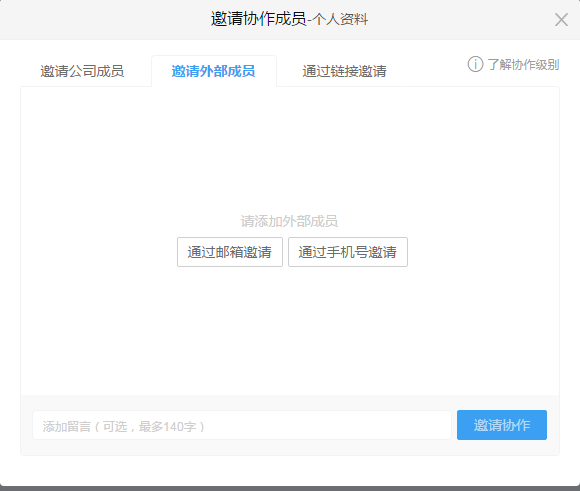 邀请协作成员-个人资料
邀请公司成员 邀请外部成员 通过链接邀请 了解协作级别
请添加外部成员
通过邮箱邀请 通过手机号邀请
添加留言（可选，最多140字） 邀请协作